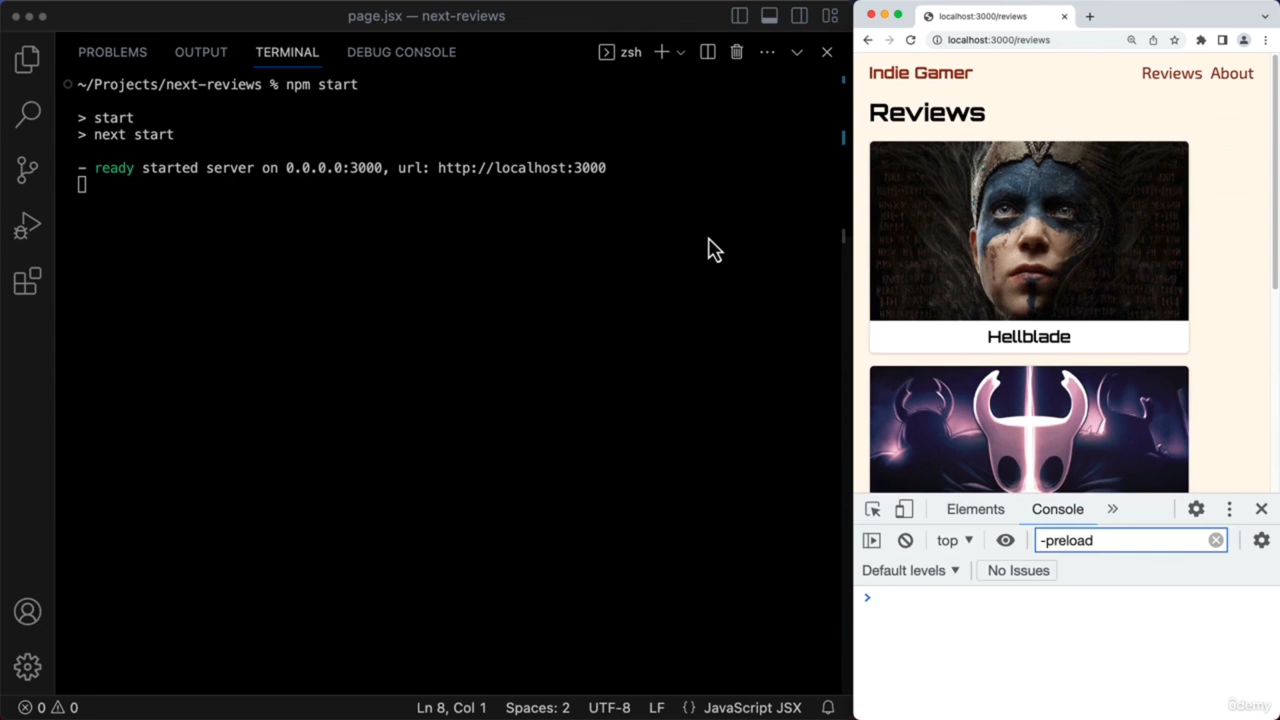 page.jsx — next-reviews
PROBLEMS OUTPUT TERMINAL DEBUG CONSOLE
zsh
~/Projects/next-reviews % npm start
> start
> next start
– ready started server on 0.0.0.0:3000, url: http://localhost:3000
0 0
Ln 8, Col 1 Spaces: 2 UTF-8 LF {} JavaScript JSX
localhost:3000/reviews
localhost:3000/reviews
Indie Gamer Reviews About
Reviews
Hellblade
Elements Console
top -preload
Default levels No Issues
ûdemy